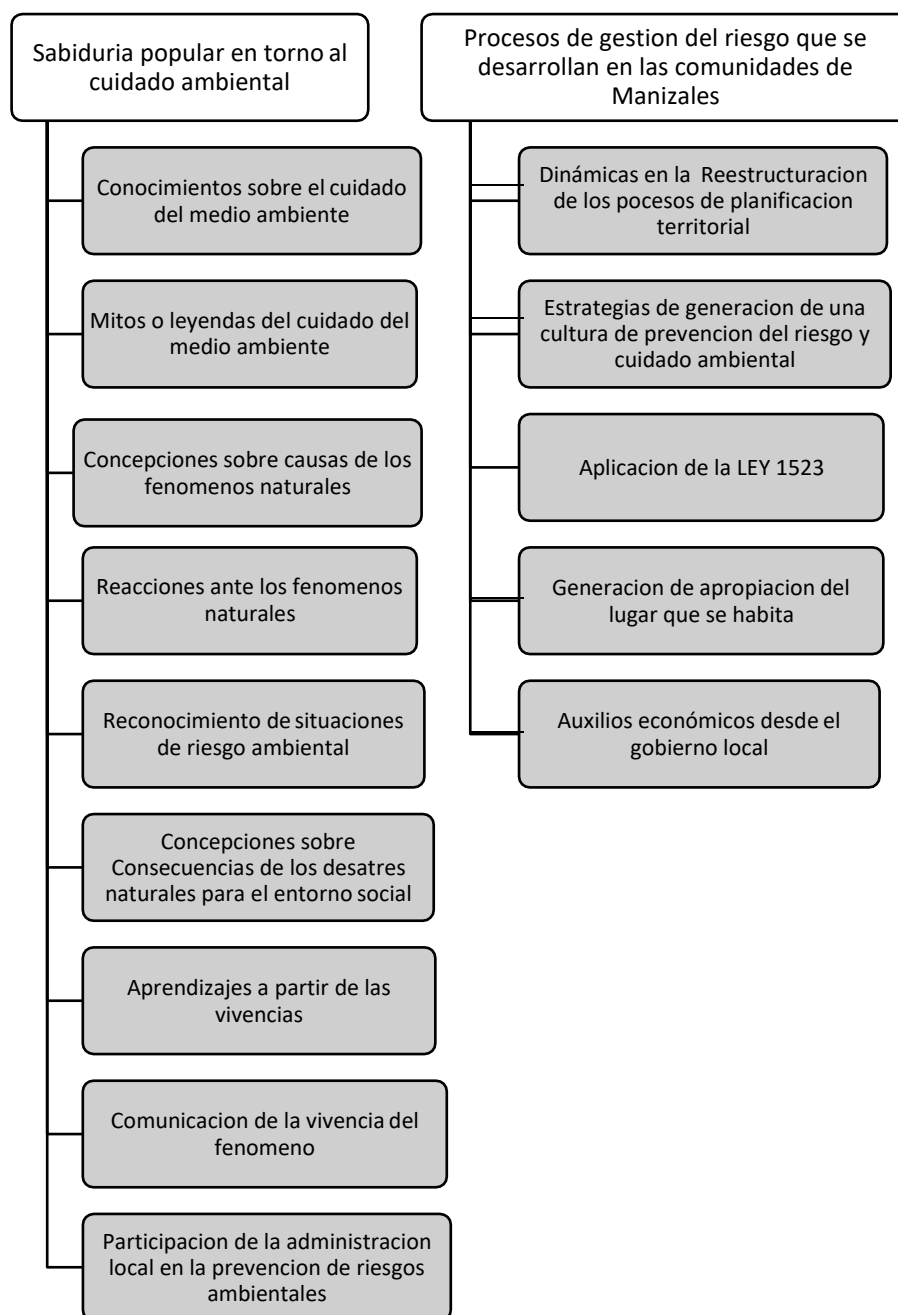 Sabiduria popular en torno al
cuidado ambiental
Conocimientos sobre el cuidado
del medio ambiente
Mitos o leyendas del cuidado del
medio ambiente
Concepciones sobre causas de los
fenomenos naturales
Reacciones ante los fenomenos
naturales
Reconocimiento de situaciones
de riesgo ambiental
Concepciones sobre
Consecuencias de los desatres
naturales para el entorno social
Aprendizajes a partir de las
vivencias
Comunicacion de la vivencia del
fenomeno
Participacion de la administracion
local en la prevencion de riesgos
ambientales
Procesos de gestion del riesgo que se
desarrollan en las comunidades de
Manizales
Dinámicas en la Reestructuracion
de los pocesos de planificacion
territorial
Estrategias de generacion de una
cultura de prevencion del riesgo y
cuidado ambiental
Aplicacion de la LEY 1523
Generacion de apropiacion del
lugar que se habita
Auxilios económicos desde el
gobierno local